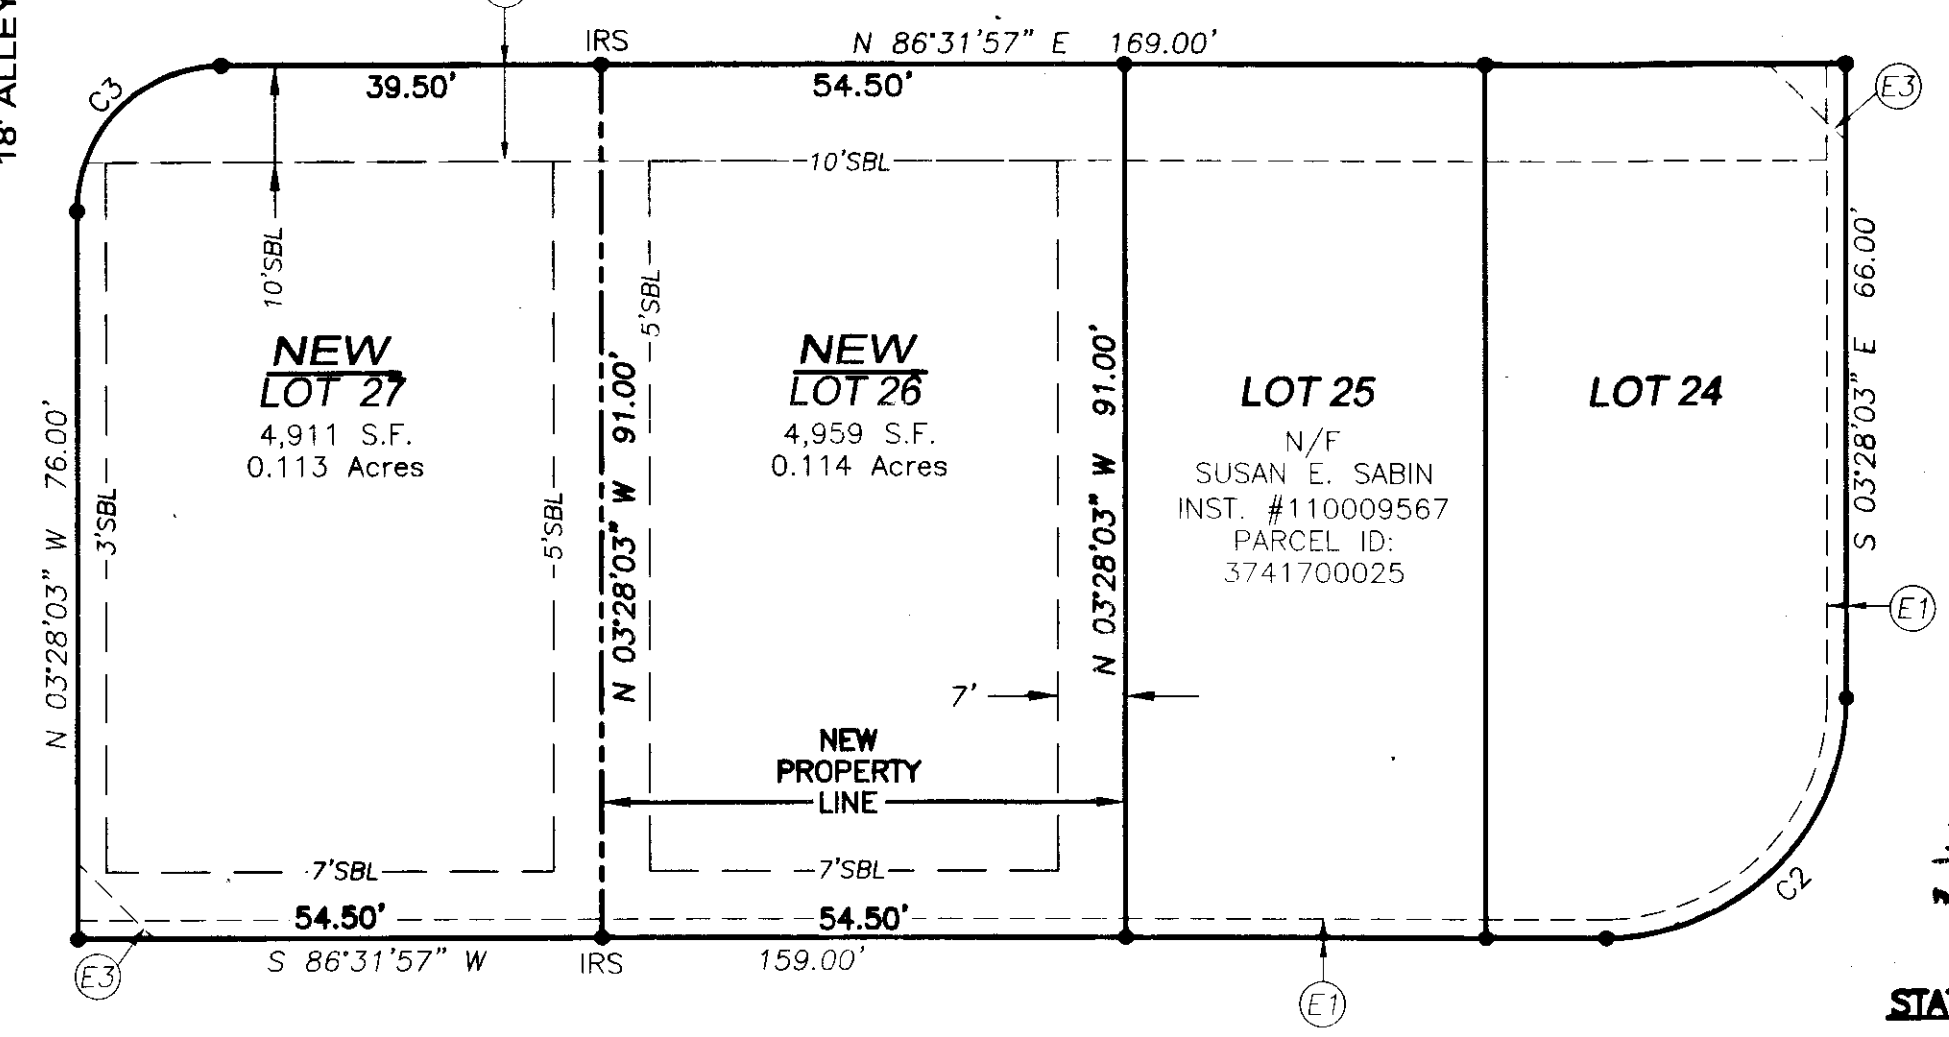 18' ALLEY
C3
IRS
N 86°31'57" E 169.00'
39.50'
54.50'
E3
10'SBL
10'SBL
5'SBL
S 03°28'03" E 66.00'
NEW
LOT 27
4,911 S.F.
0.113 Acres
NEW
LOT 26
4,959 S.F.
0.114 Acres
LOT 25
N/F
SUSAN E. SABIN
INST. #110009567
PARCEL ID:
3741700025
LOT 24
N 03°28'03" W 76.00'
3'SBL
5'SBL
N 03°28'03" W 91.00'
N 03°28'03" W 91.00'
E1
7'
NEW
PROPERTY
LINE
7'SBL
7'SBL
C2
54.50'
54.50'
S 86°31'57" W
IRS
159.00'
E3
E1